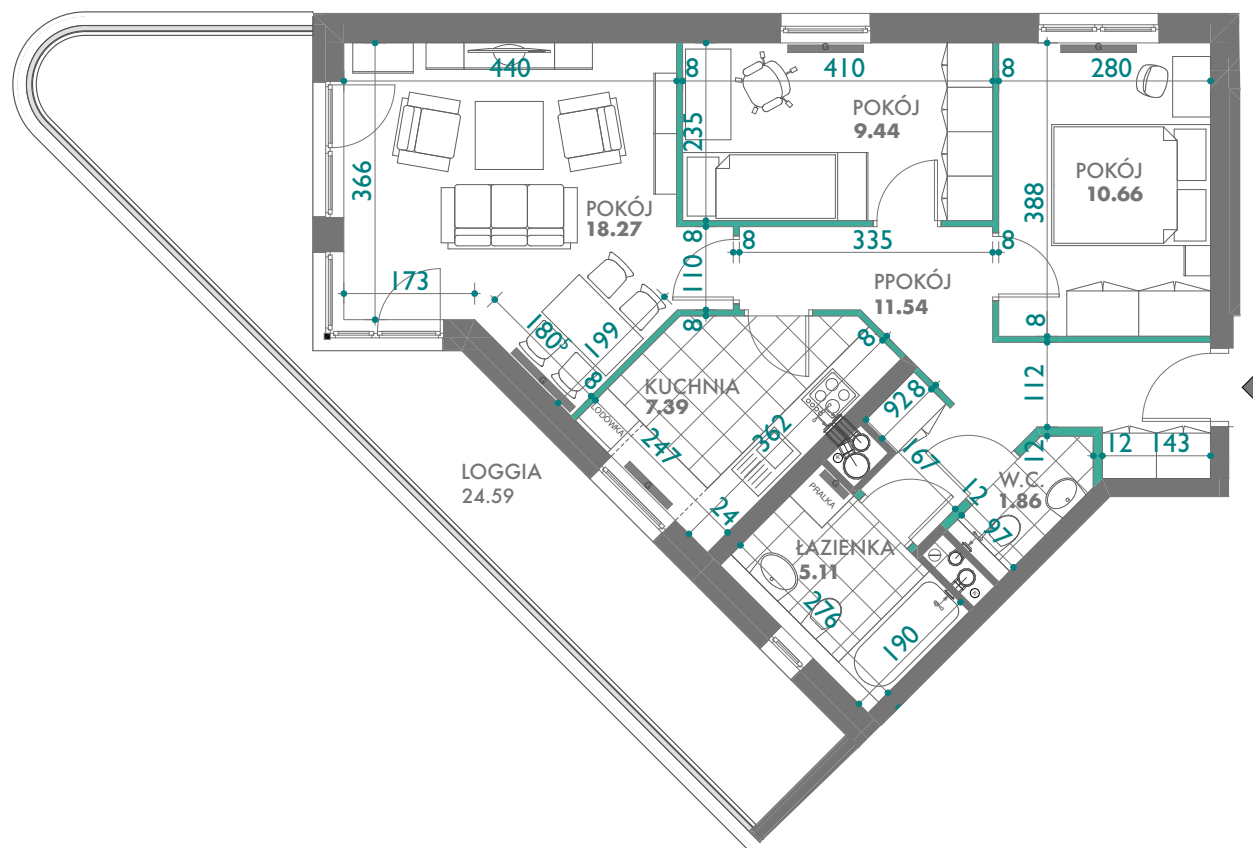 G
G
440
8
410
8
280
POKÓJ
9.44
235
POKÓJ
10.66
366
388
POKÓJ
18.27
8
8
335
8
110
PPOKÓJ
11.54
173
8
8
180
199
8
112
G
8
KUCHNIA
7.39
92
8
LODÓWKA
362
247
12
12
143
167
LOGGIA
24.59
G
G
PRALKA
W.C.
1.86
12
24
97
ŁAZIENKA
5.11
276
190